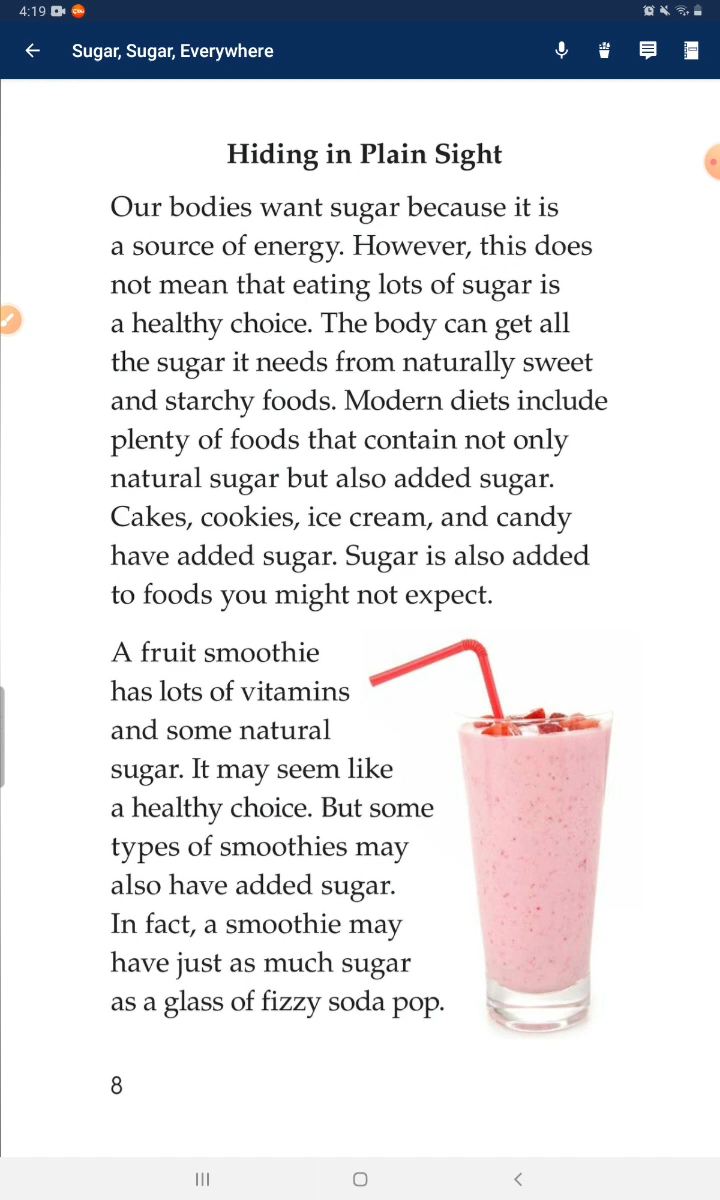 4:19
Sugar, Sugar, Everywhere
Hiding in Plain Sight
Our bodies want sugar because it is
a source of energy. However, this does
not mean that eating lots of sugar is
a healthy choice. The body can get all
the sugar it needs from naturally sweet
and starchy foods. Modern diets include
plenty of foods that contain not only
natural sugar but also added sugar.
Cakes, cookies, ice cream, and candy
have added sugar. Sugar is also added
to foods you might not expect.
A fruit smoothie
has lots of vitamins
and some natural
sugar. It may seem like
a healthy choice. But some
types of smoothies may
also have added sugar.
In fact, a smoothie may
have just as much sugar
as a glass of fizzy soda pop.
8